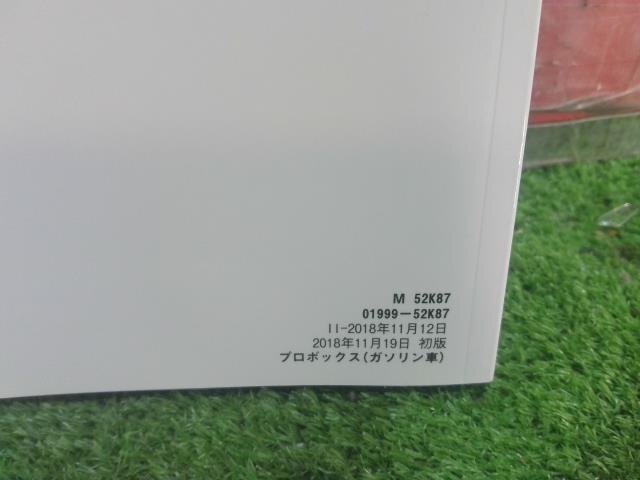 M 52K87
01999-52K87
II-2018年11月12日
2018年11月19日 初版
プロボックス(ガソリン車)